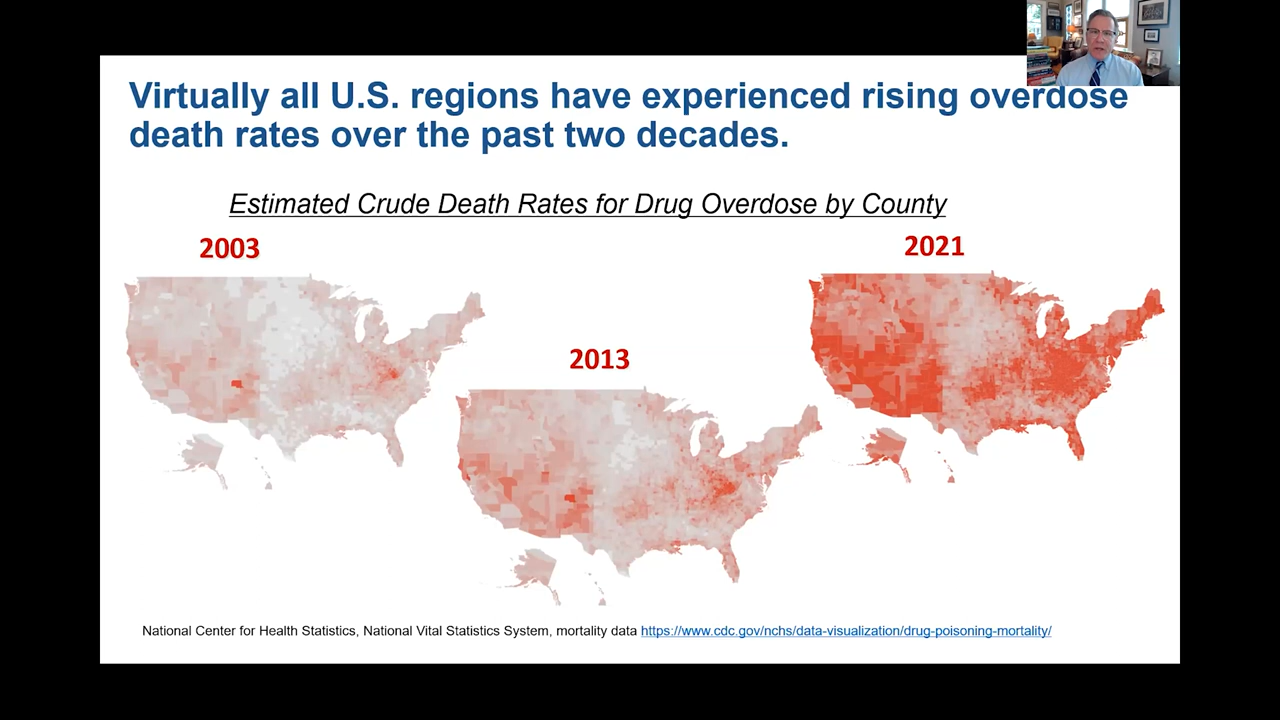 Virtually all U.S. regions have experienced rising overdose
death rates over the past two decades.
Estimated Crude Death Rates for Drug Overdose by County
2003
2021
2013
National Center for Health Statistics, National Vital Statistics System, mortality data https://www.cdc.gov/nchs/data-visualization/drug-poisoning-mortality/